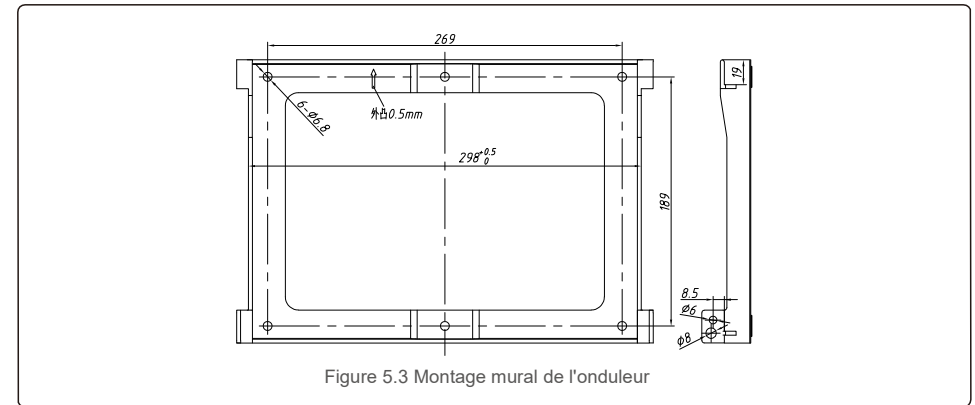 269
19
6-Ø6.8
外凸0.5mm
298 +0.5 0
189
8.5
Ø6
Ø8
Figure 5.3 Montage mural de l'onduleur